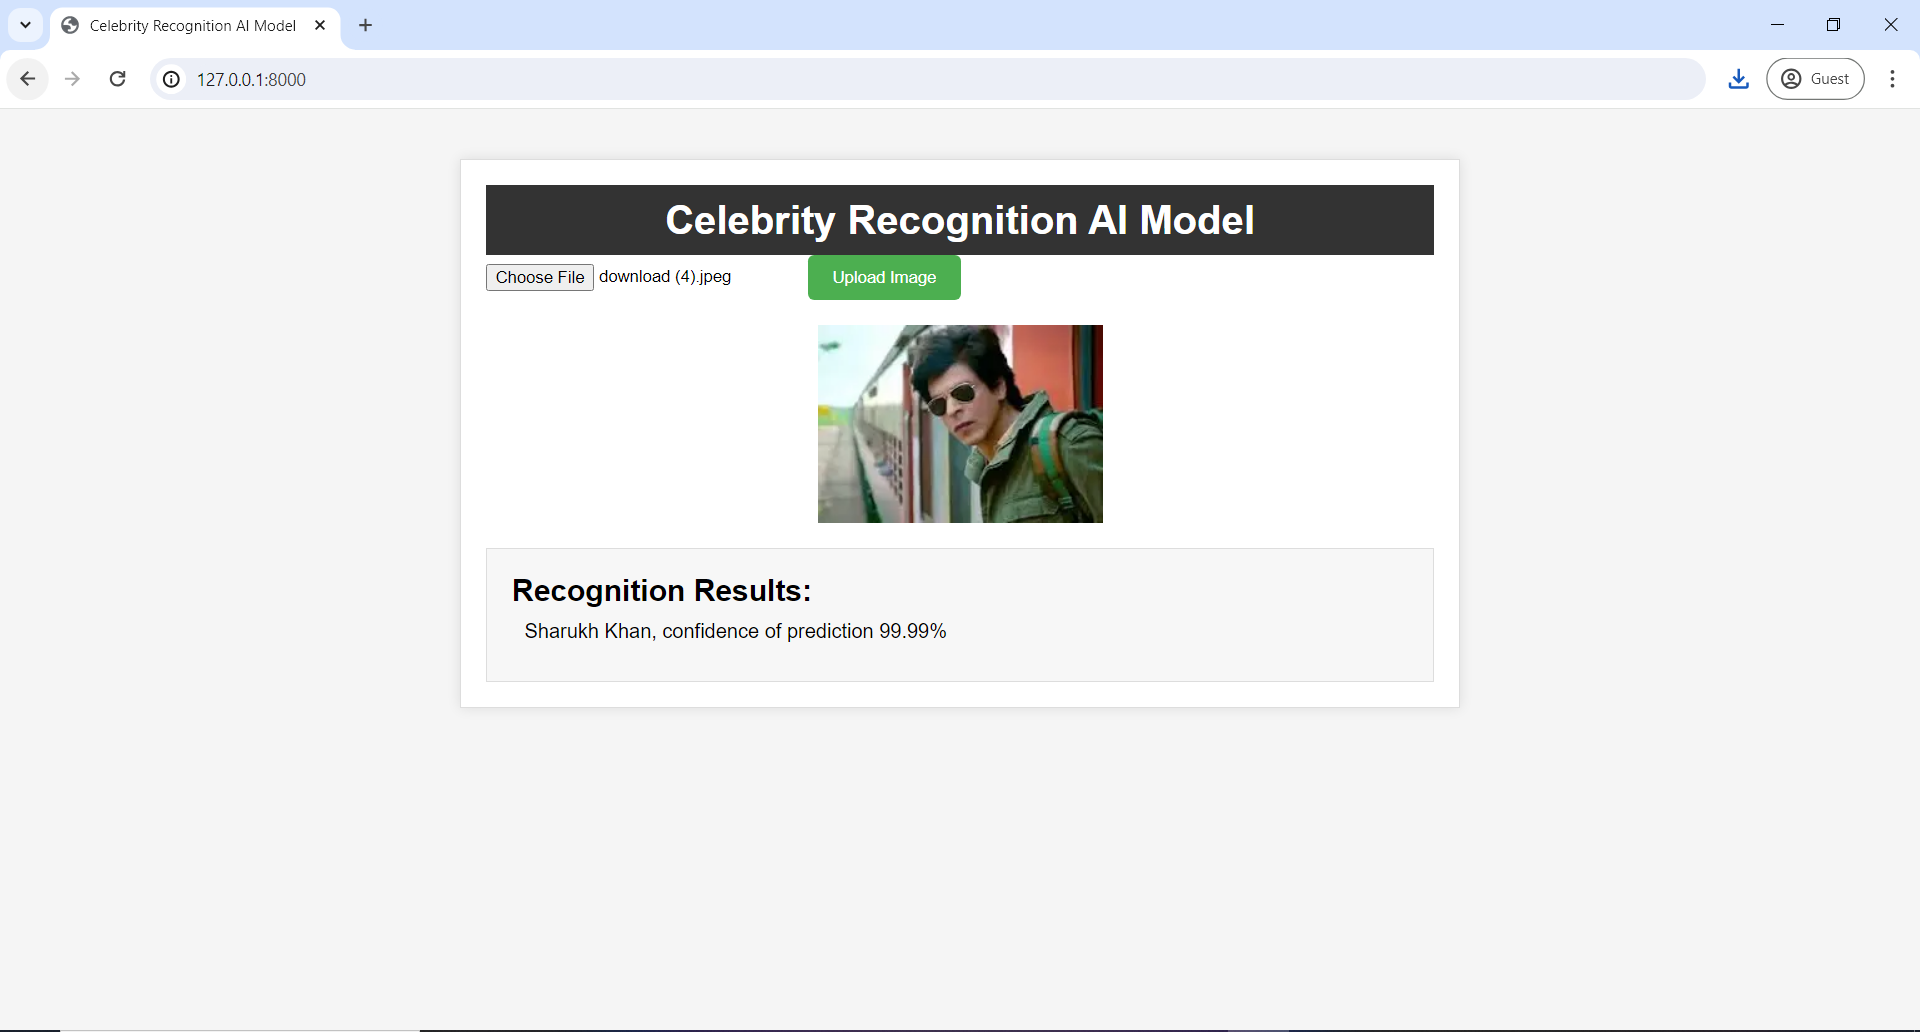 Celebrity Recognition AI Model
127.0.0.1:8000
Guest
Celebrity Recognition AI Model
Choose File download (4).jpeg Upload Image
Recognition Results:
Sharukh Khan, confidence of prediction 99.99%